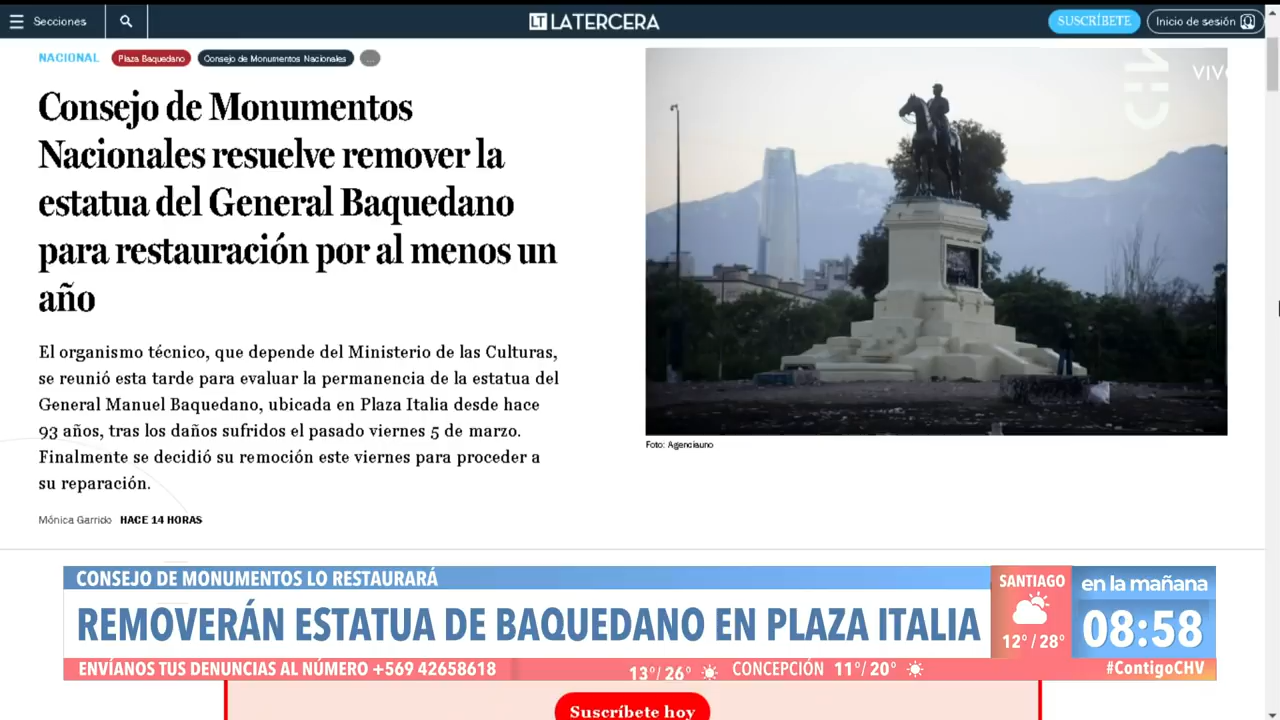 Secciones
LT LATERCERA
SUSCRÍBETE
Inicio de sesión
NACIONAL
Plaza Baquedano
Consejo de Monumentos Nacionales
...
Consejo de Monumentos
Nacionales resuelve remover la
estatua del General Baquedano
para restauración por al menos un
año
El organismo técnico, que depende del Ministerio de las Culturas,
se reunió esta tarde para evaluar la permanencia de la estatua del
General Manuel Baquedano, ubicada en Plaza Italia desde hace
93 años, tras los daños sufridos el pasado viernes 5 de marzo.
Finalmente se decidió su remoción este viernes para proceder a
su reparación.
Mónica Garrido HACE 14 HORAS
CHV
VIVO
Foto: Agenciauno
CONSEJO DE MONUMENTOS LO RESTAURARÁ
REMOVERÁN ESTATUA DE BAQUEDANO EN PLAZA ITALIA
SANTIAGO
12°/28°
en la mañana
08:58
ENVÍANOS TUS DENUNCIAS AL NÚMERO +569 42658618
13°/26°
CONCEPCIÓN 11°/20°
#ContigoCHV
Suscríbete hoy